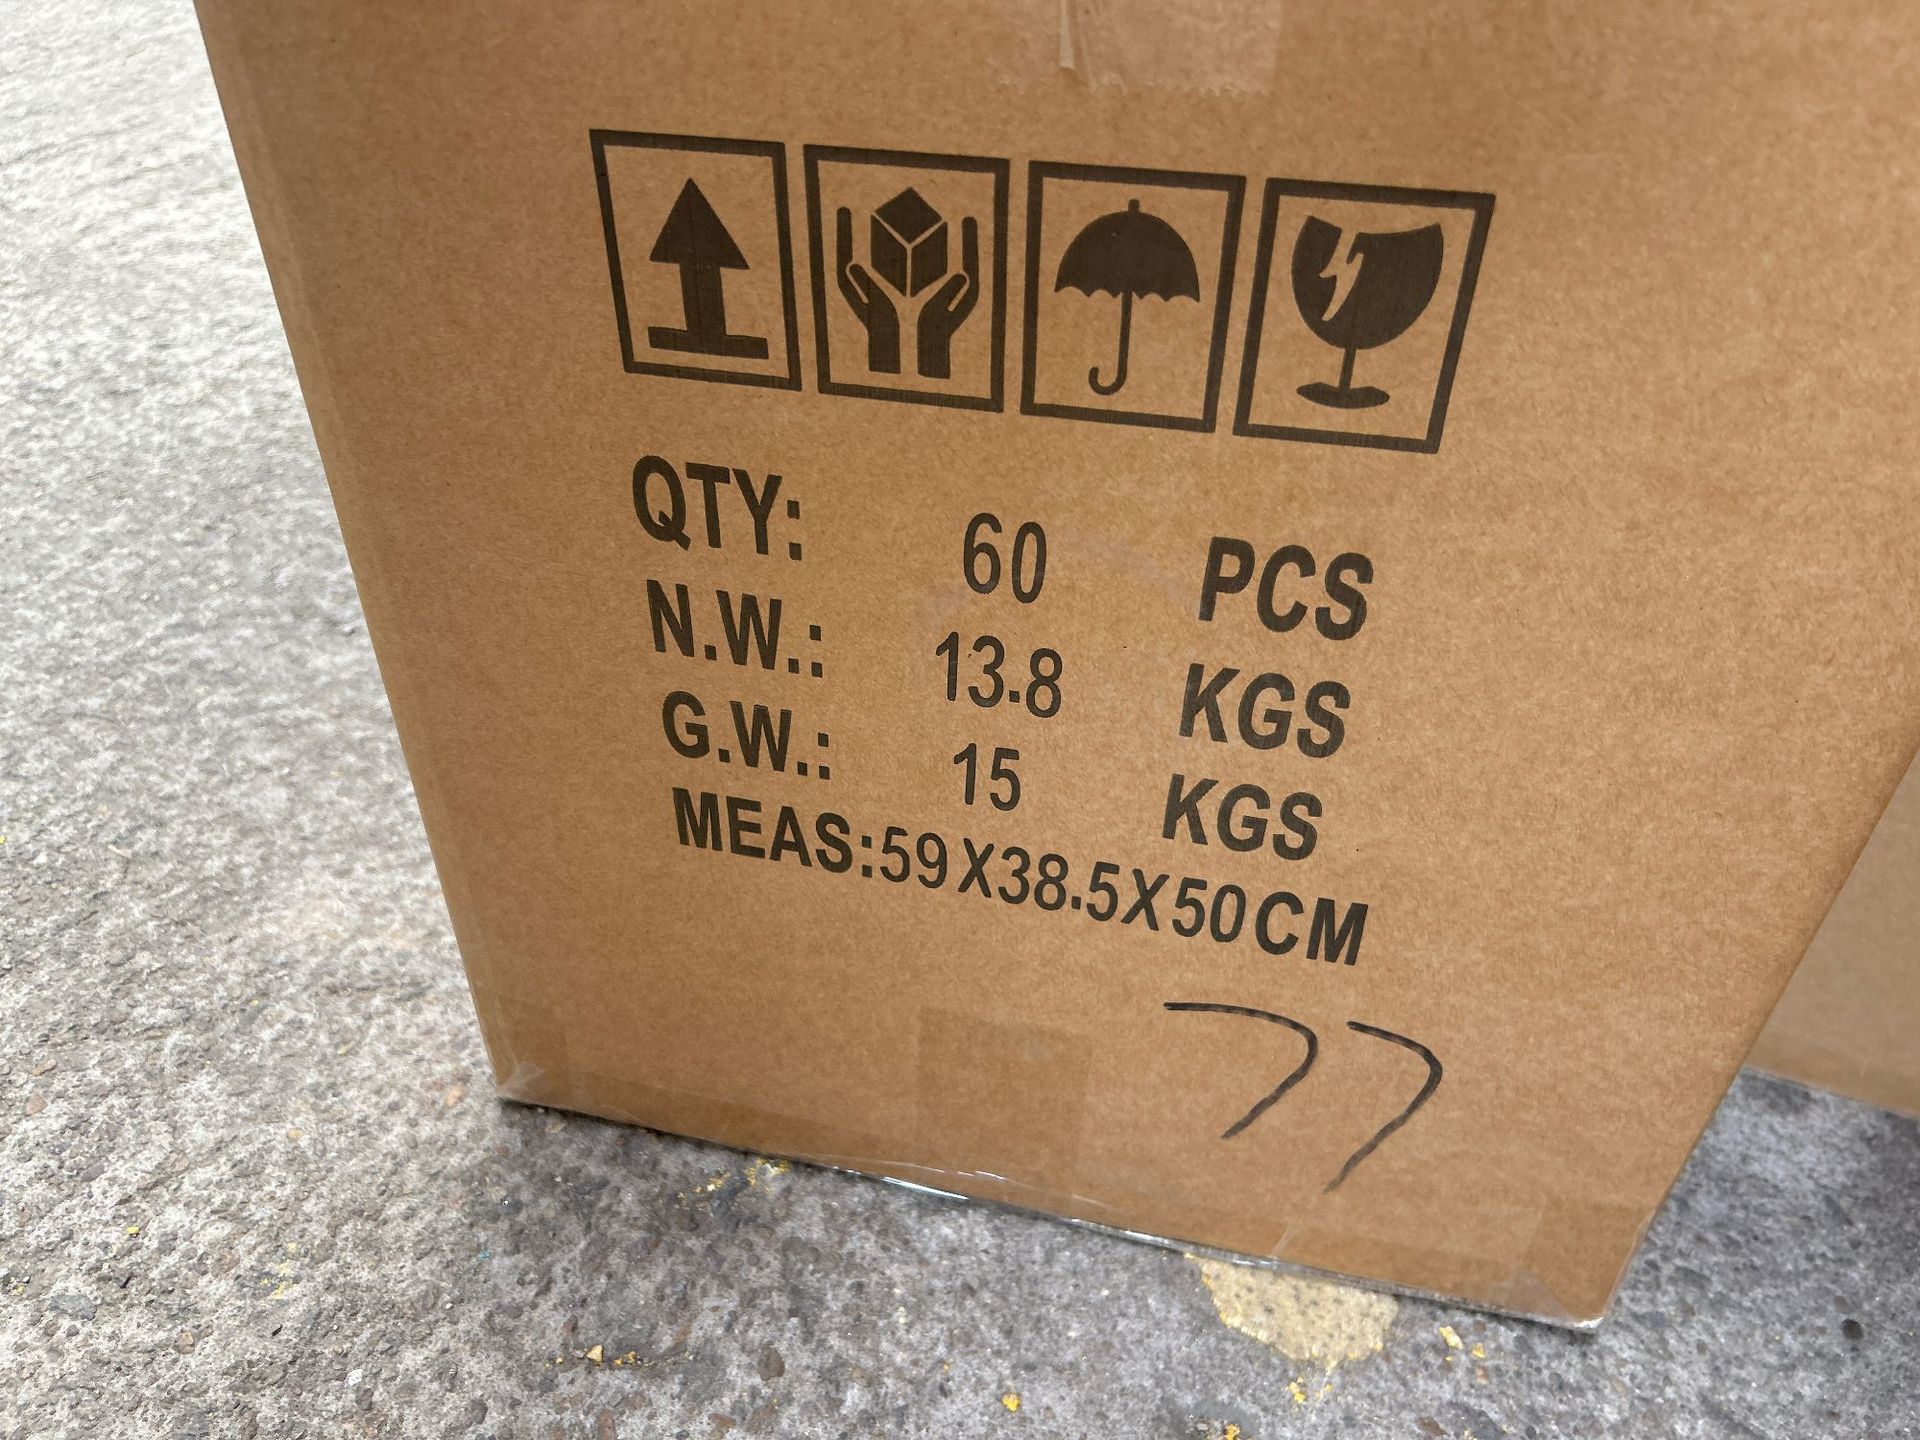 QTY: 60 PCS
N.W.: 13.8 KGS
G.W.: 15 KGS
MEAS:59X38.5X50CM
77